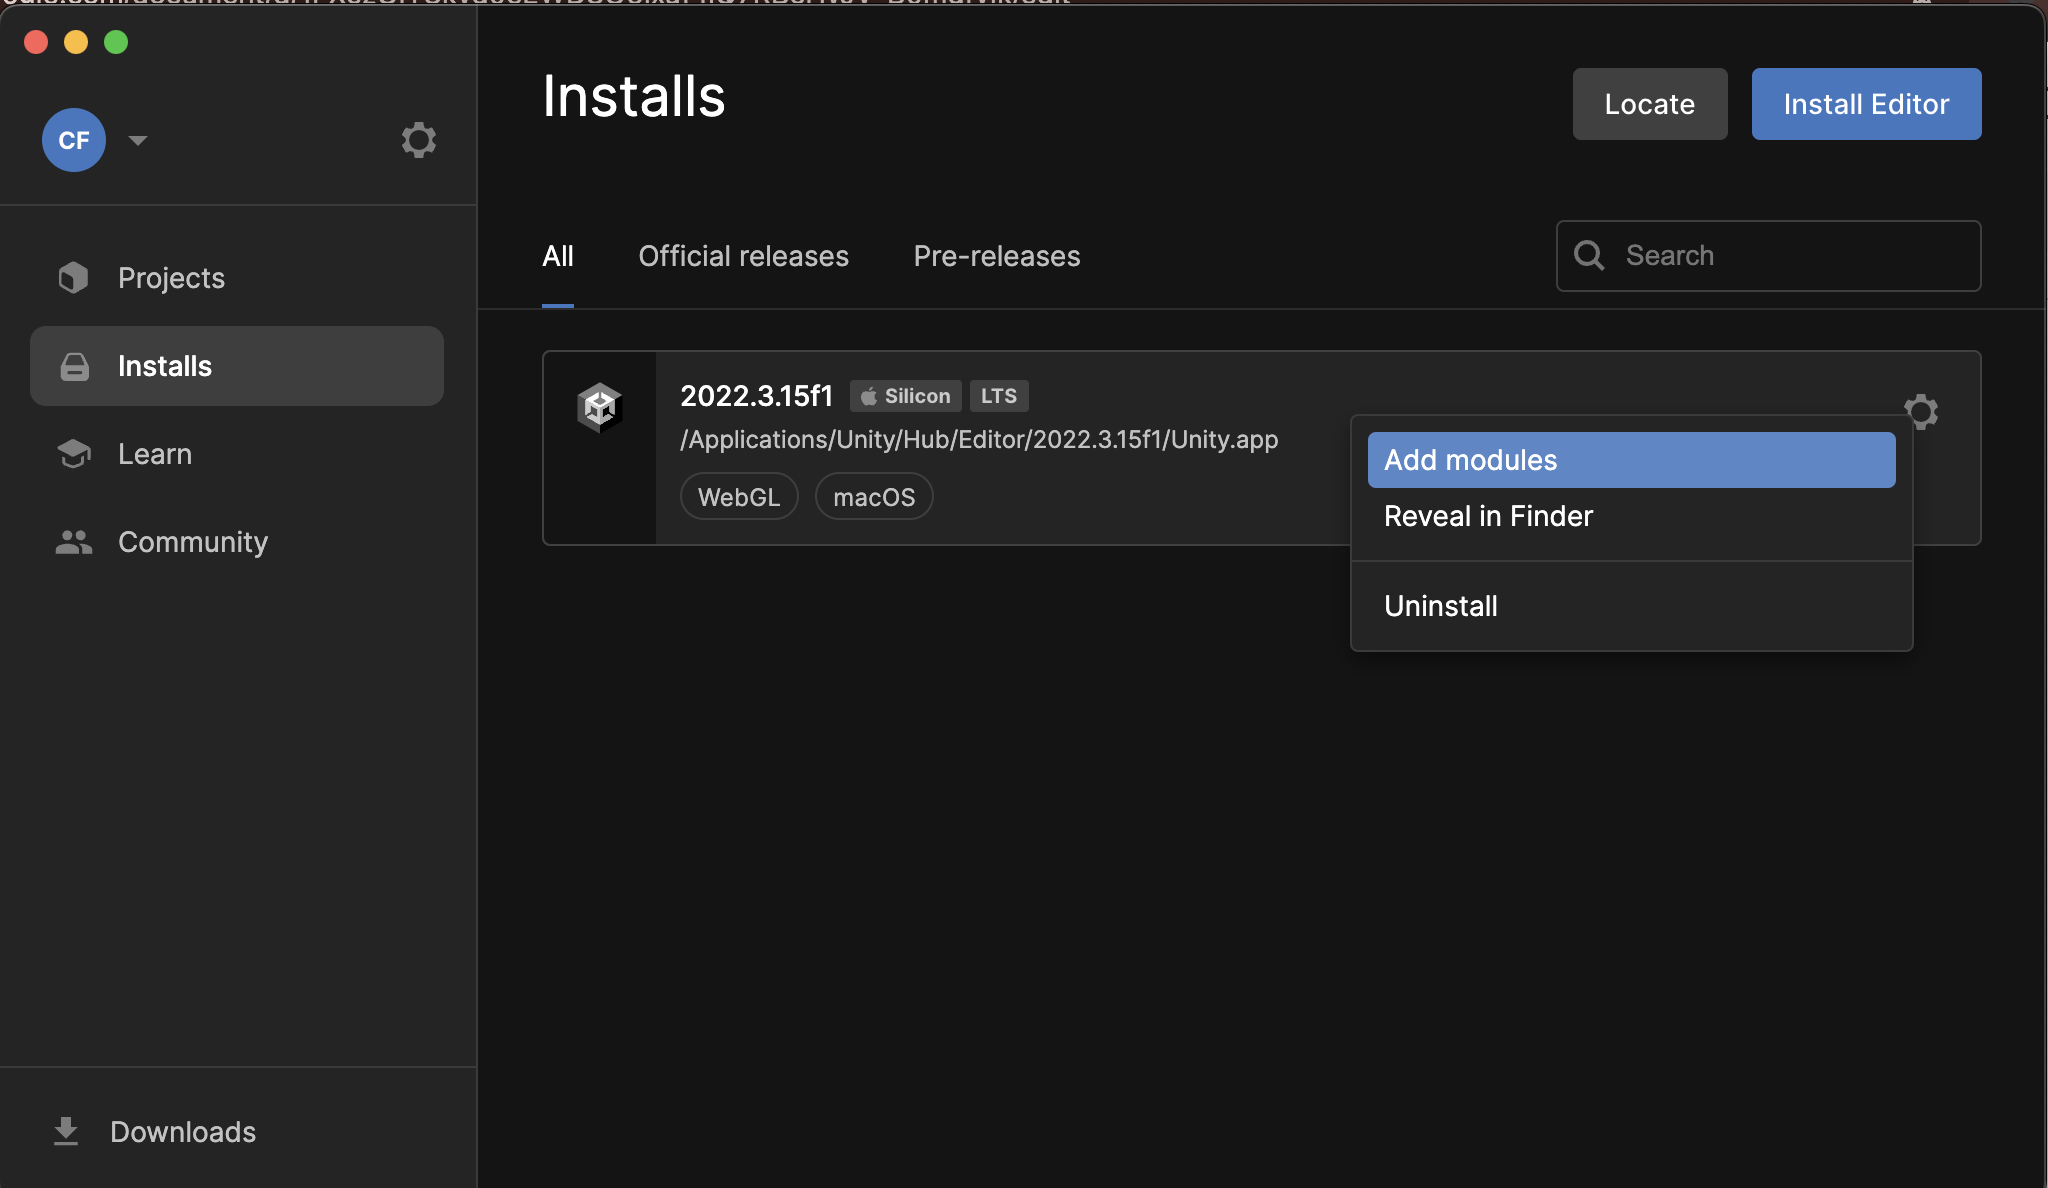 CF
Projects
Installs
Learn
Community
Downloads
Installs
Locate
Install Editor
All
Official releases
Pre-releases
Search
2022.3.15f1
Silicon
LTS
/Applications/Unity/Hub/Editor/2022.3.15f1/Unity.app
WebGL
macOS
Add modules
Reveal in Finder
Uninstall